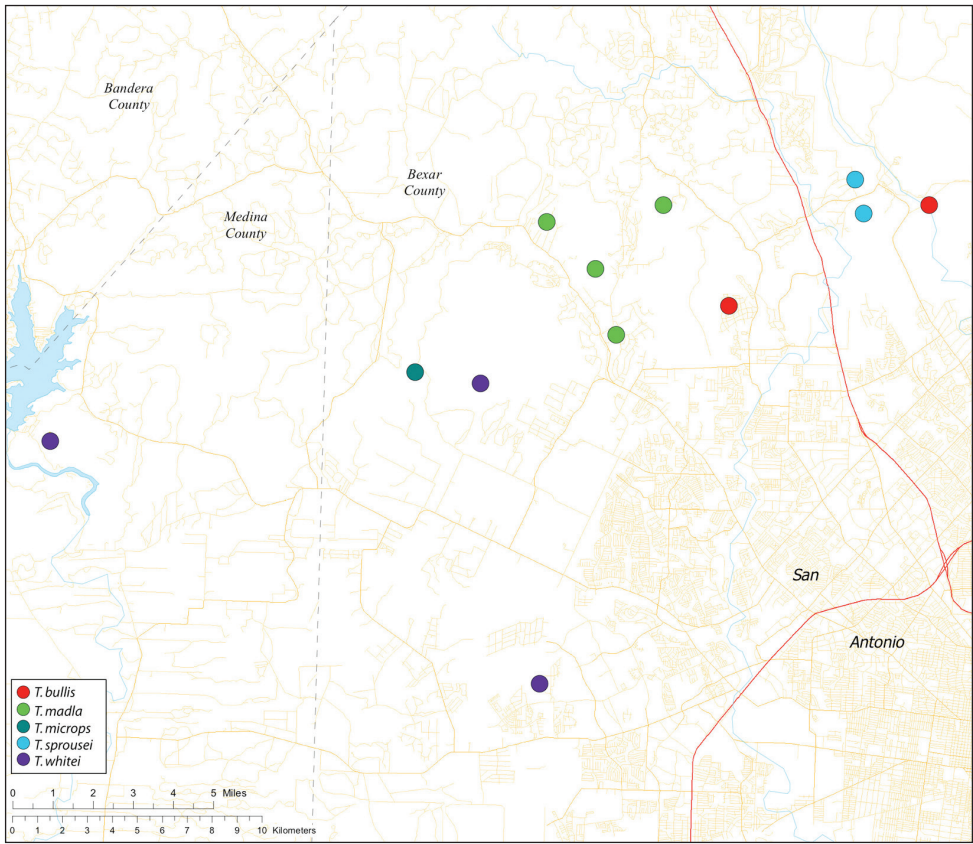 Bandera
County
Bexar
County
Medina
County
San
Antonio
T. bullis
T. madla
T. microps
T. sprousei
T. whitei
0 1 2 3 4 5 Miles
0 1 2 3 4 5 6 7 8 9 10 Kilometers